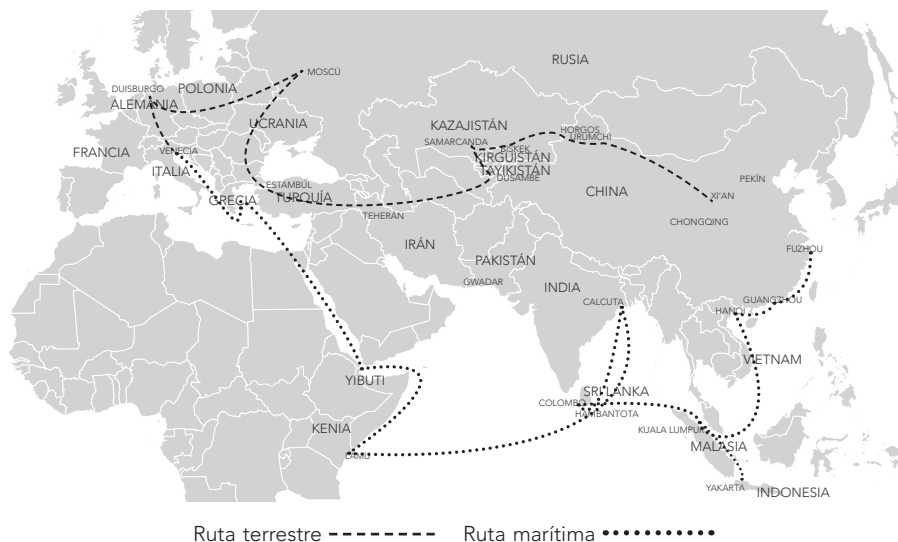 RUSIA
MOSCÚ
DUISBURGO
POLONIA
ALEMANIA
UCRANIA
KAZAJISTÁN
HORGOS
URUMCHI
SAMARCANDA
BISKEK
FRANCIA
VENECIA
KIRGUISTÁN
ITALIA
TAYIKISTÁN
DUSAMBE
PEKÍN
ESTAMBÚL
CHINA
XI'AN
GRECIA
TURQUÍA
TEHERÁN
CHONGQING
IRÁN
FUZHOU
PAKISTÁN
GWADAR
INDIA
CALCUTA
GUANGZHOU
HANOI
VIETNAM
YIBUTI
SRI LANKA
COLOMBO
HAMBANTOTA
KENIA
KUALA LUMPUR
MALASIA
LAMU
YAKARTA
INDONESIA
Ruta terrestre
Ruta marítima